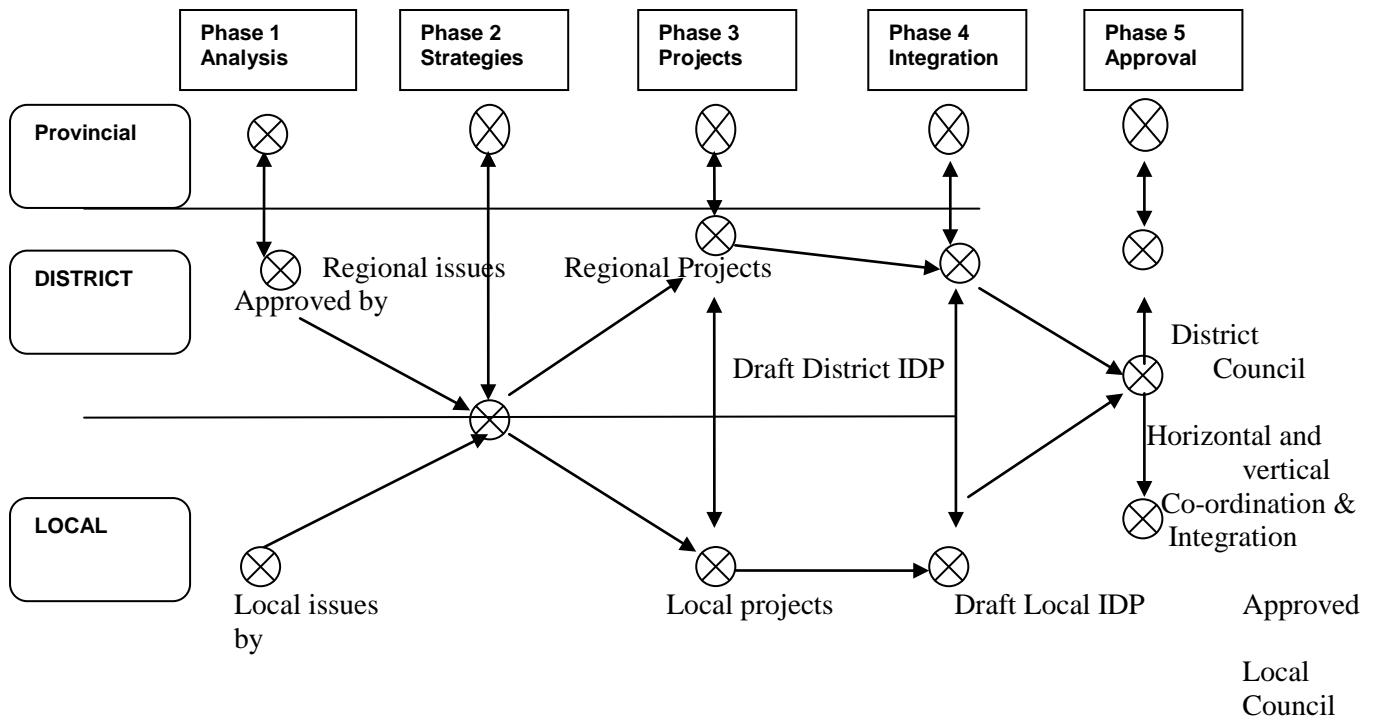 Phase 1
Analysis
Phase 2
Strategies
Phase 3
Projects
Phase 4
Integration
Phase 5
Approval
Provincial
DISTRICT
Regional issues
Regional Projects
Approved by
District
Council
Draft District IDP
Horizontal and
vertical
Co-ordination &
Integration
LOCAL
Local issues
by
Local projects
Draft Local IDP
Approved
Local
Council